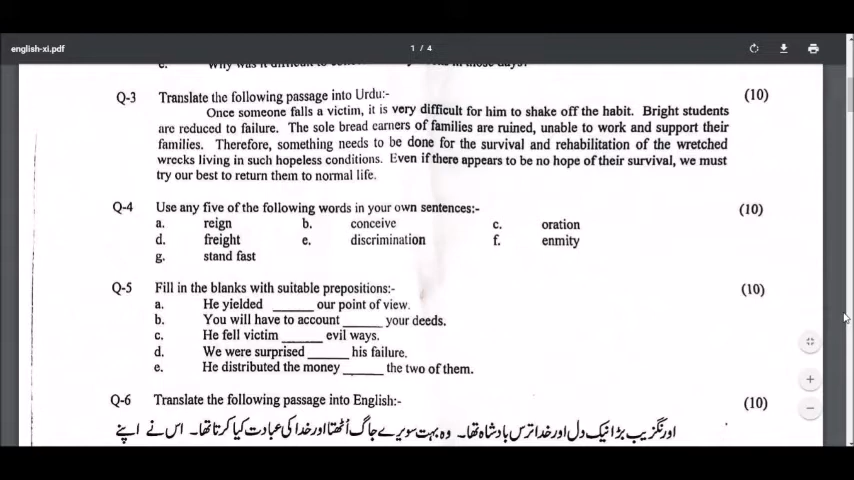 english-xi.pdf
1 / 4
Q-3 Translate the following passage into Urdu:- (10)
Once someone falls a victim, it is very difficult for him to shake off the habit. Bright students
are reduced to failure. The sole bread earners of families are ruined, unable to work and support their
families. Therefore, something needs to be done for the survival and rehabilitation of the wretched
wrecks living in such hopeless conditions. Even if there appears to be no hope of their survival, we must
try our best to return them to normal life.
Q-4 Use any five of the following words in your own sentences:- (10)
a. reign b. conceive c. oration
d. freight e. discrimination f. enmity
g. stand fast
Q-5 Fill in the blanks with suitable prepositions:- (10)
a. He yielded ______ our point of view.
b. You will have to account ______ your deeds.
c. He fell victim ______ evil ways.
d. We were surprised ______ his failure.
e. He distributed the money ______ the two of them.
Q-6 Translate the following passage into English:- (10)
اورنگزیب بڑا نیک دل اور خدا ترس بادشاہ تھا۔ وہ بہت سویرے جاگ اُٹھتا اور خدا کی عبادت کیا کرتا تھا۔ اس نے اپنے